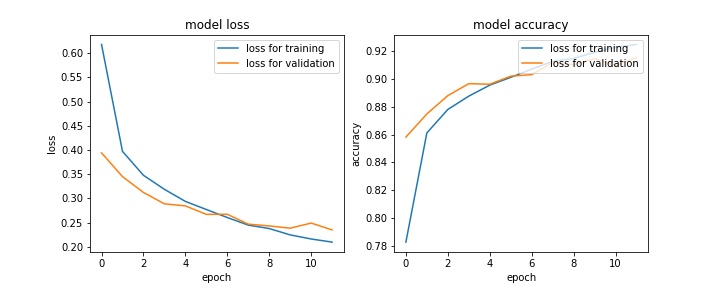 model loss
loss for training
loss for validation
0.60
0.55
0.50
0.45
0.40
0.35
0.30
0.25
0.20
loss
0 2 4 6 8 10
epoch
model accuracy
loss for training
loss for validation
0.92
0.90
0.88
0.86
0.84
0.82
0.80
0.78
accuracy
0 2 4 6 8 10
epoch